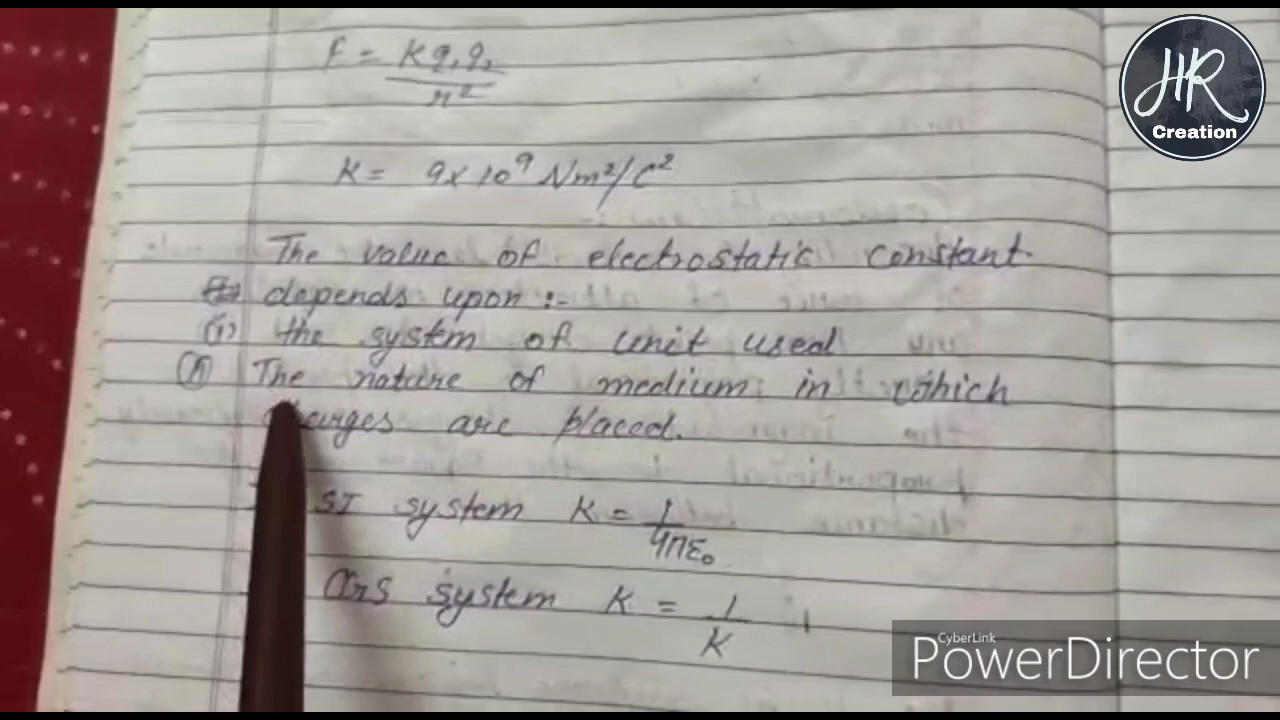 F = K q₁q₂
r²
K = 9×10⁹ Nm²/C²
The value of electrostatic constant
depends upon :-
(i) the system of unit used
(ii) The nature of medium in which
charges are placed.
SI system K = 1
4πε₀
CGS system K = 1
K
HR
Creation
CyberLink
PowerDirector